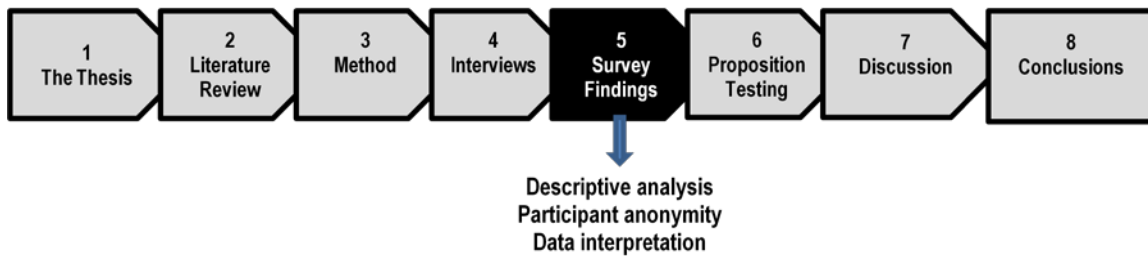 1
The Thesis
2
Literature
Review
3
Method
4
Interviews
5
Survey
Findings
6
Proposition
Testing
7
Discussion
8
Conclusions
Descriptive analysis
Participant anonymity
Data interpretation